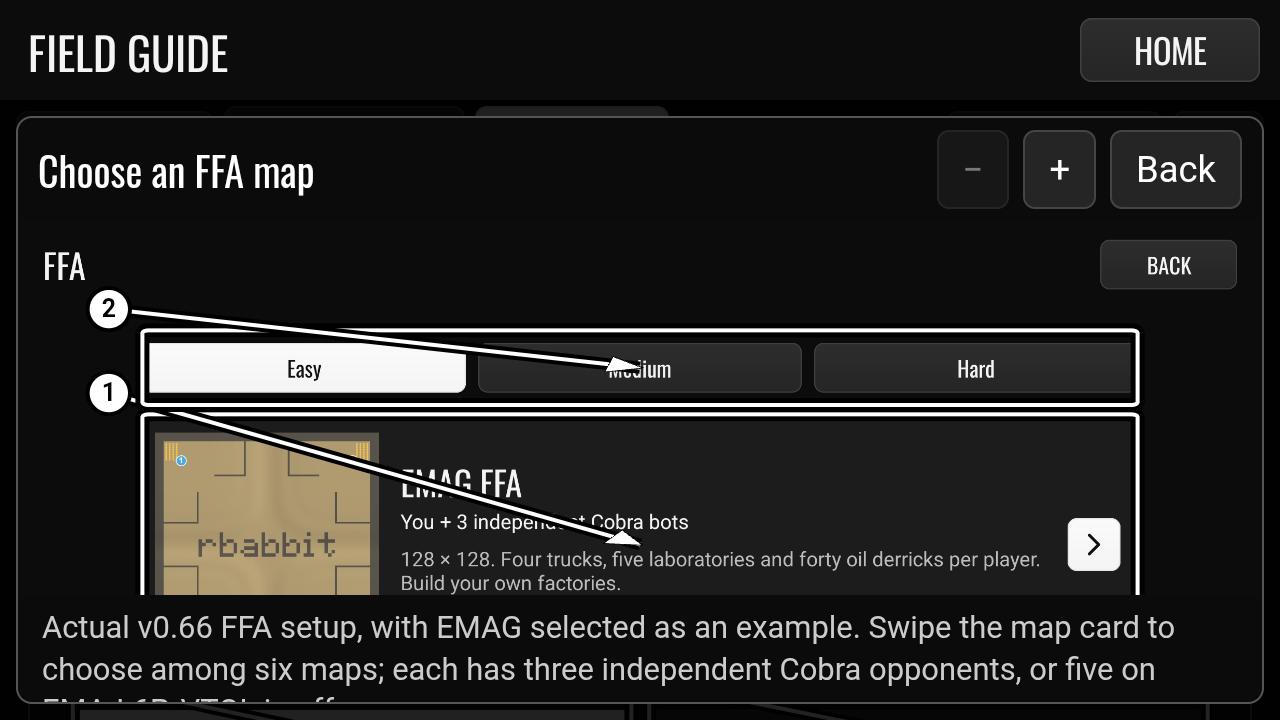 FIELD GUIDE
HOME
Choose an FFA map
−
+
Back
FFA
BACK
2
Easy
Medium
Hard
1
EMAG FFA
You + 3 independent Cobra bots
128 × 128. Four trucks, five laboratories and forty oil derricks per player.
Build your own factories.
rbabbit
Actual v0.66 FFA setup, with EMAG selected as an example. Swipe the map card to
choose among six maps; each has three independent Cobra opponents, or five on